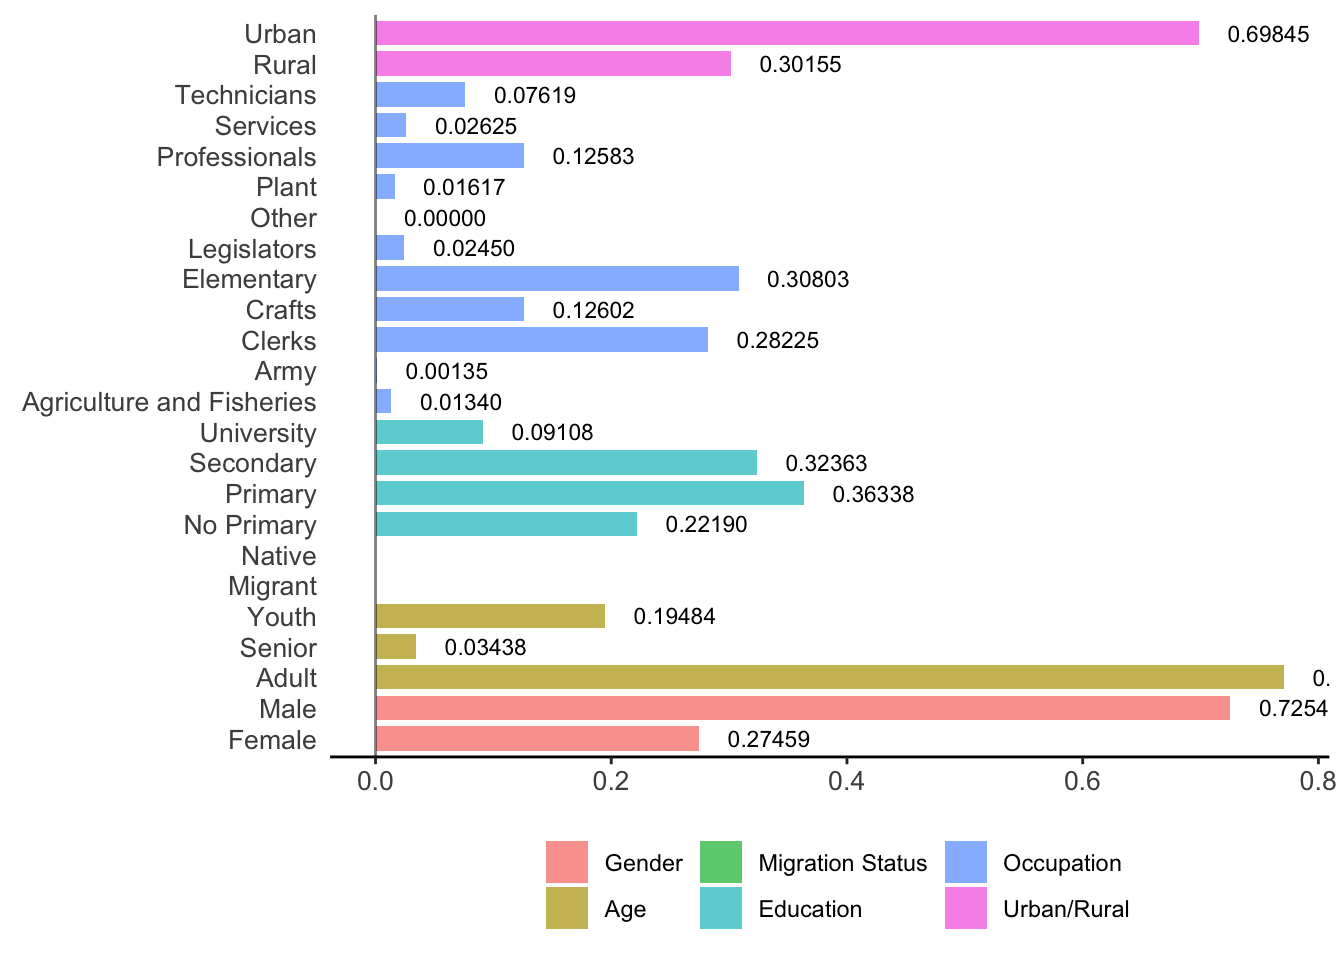 Urban 0.69845
Rural 0.30155
Technicians 0.07619
Services 0.02625
Professionals 0.12583
Plant 0.01617
Other 0.00000
Legislators 0.02450
Elementary 0.30803
Crafts 0.12602
Clerks 0.28225
Army 0.00135
Agriculture and Fisheries 0.01340
University 0.09108
Secondary 0.32363
Primary 0.36338
No Primary 0.22190
Native
Migrant
Youth 0.19484
Senior 0.03438
Adult 0.
Male 0.7254
Female 0.27459
0.0 0.2 0.4 0.6 0.8
Gender Migration Status Occupation
Age Education Urban/Rural